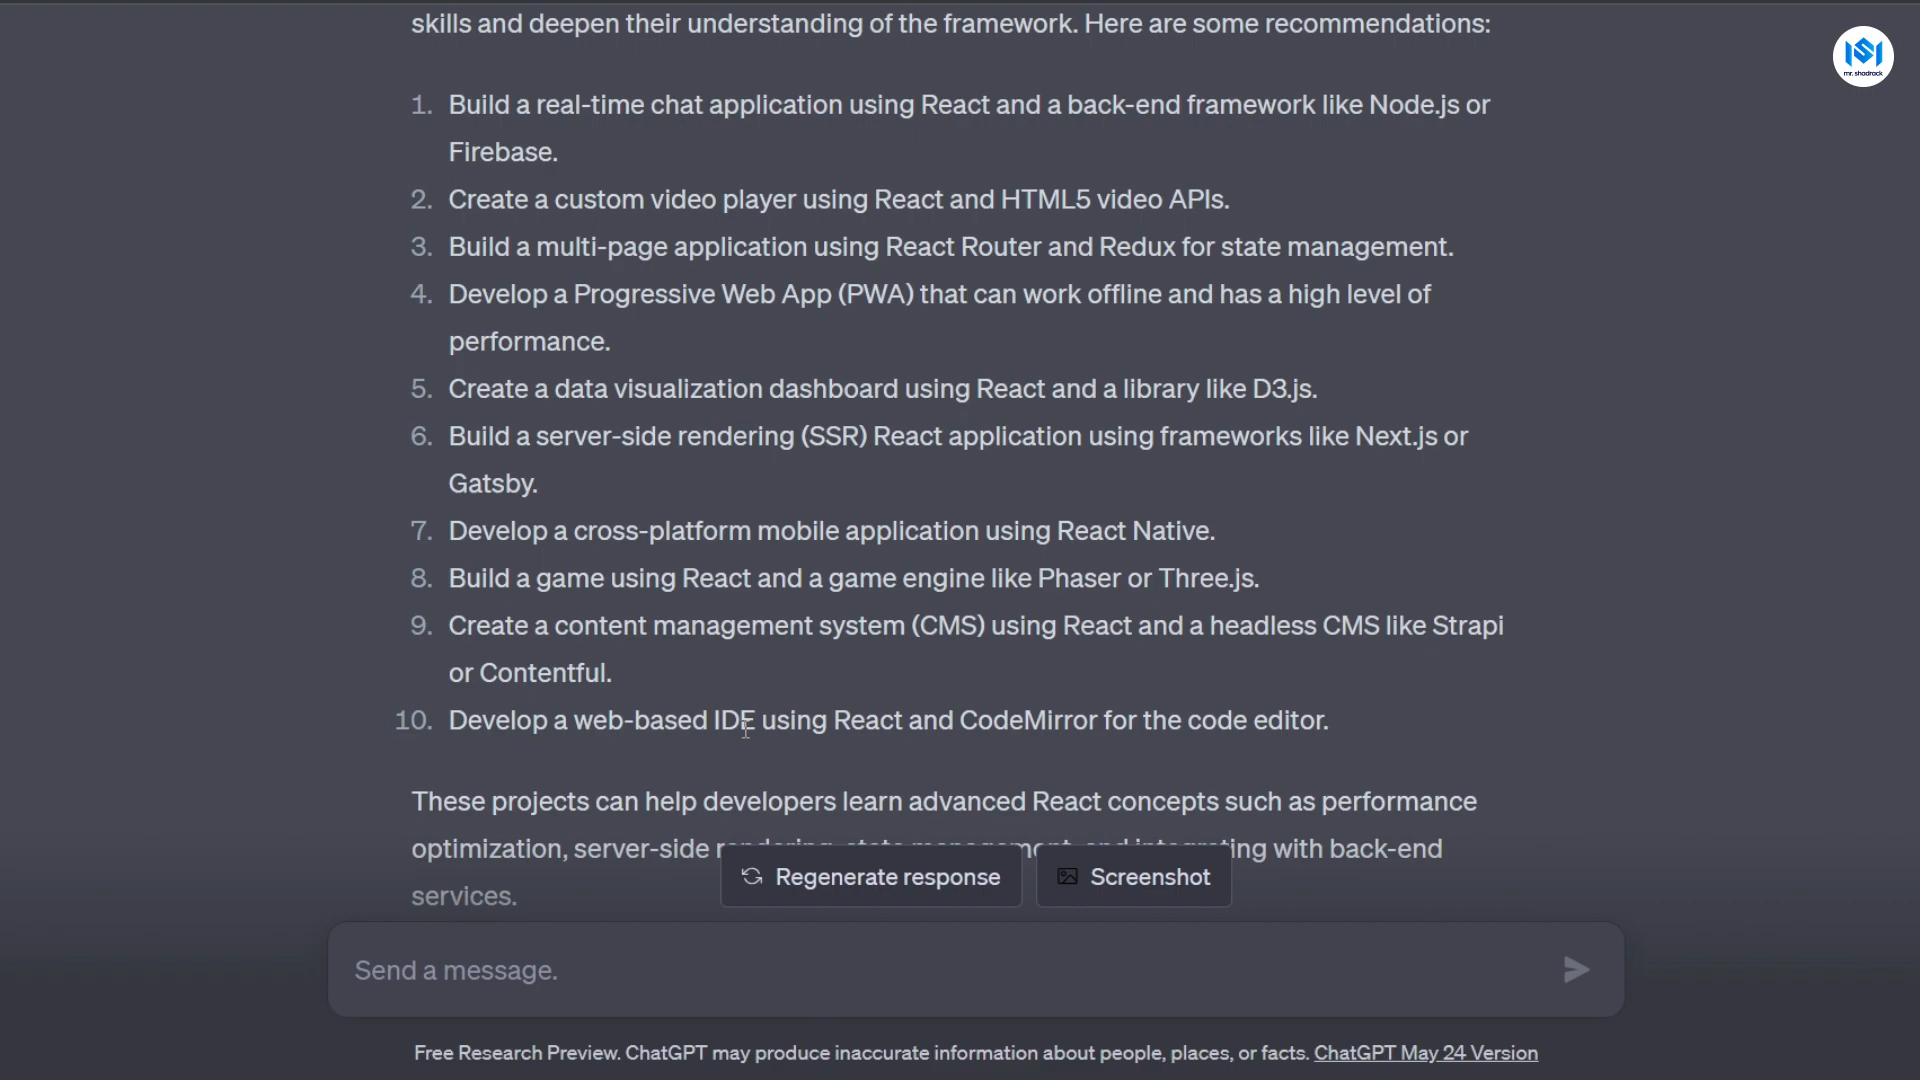 skills and deepen their understanding of the framework. Here are some recommendations:
mr. shadrack
1. Build a real-time chat application using React and a back-end framework like Node.js or
Firebase.
2. Create a custom video player using React and HTML5 video APIs.
3. Build a multi-page application using React Router and Redux for state management.
4. Develop a Progressive Web App (PWA) that can work offline and has a high level of
performance.
5. Create a data visualization dashboard using React and a library like D3.js.
6. Build a server-side rendering (SSR) React application using frameworks like Next.js or
Gatsby.
7. Develop a cross-platform mobile application using React Native.
8. Build a game using React and a game engine like Phaser or Three.js.
9. Create a content management system (CMS) using React and a headless CMS like Strapi
or Contentful.
10. Develop a web-based IDE using React and CodeMirror for the code editor.
These projects can help developers learn advanced React concepts such as performance
optimization, server-side rendering, state management, and integrating with back-end
services.
Regenerate response
Screenshot
Send a message.
Free Research Preview. ChatGPT may produce inaccurate information about people, places, or facts. ChatGPT May 24 Version